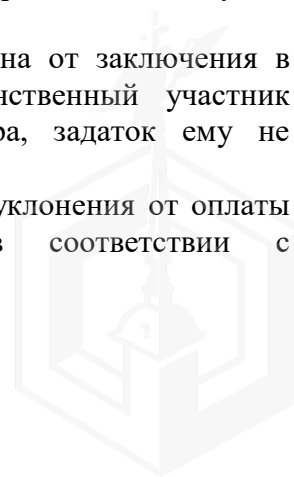 на от заключения в
нственный участник
ра, задаток ему не
уклонения от оплаты
в соответствии с